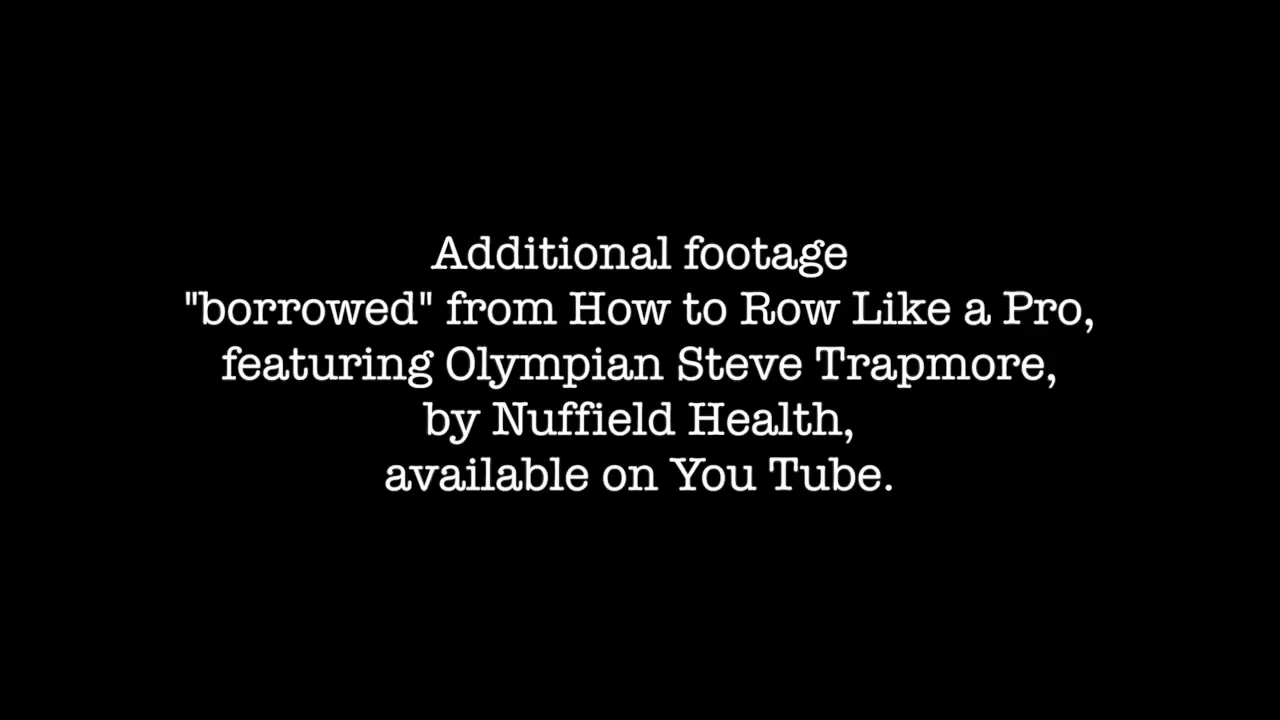 Additional footage
"borrowed" from How to Row Like a Pro,
featuring Olympian Steve Trapmore,
by Nuffield Health,
available on You Tube.